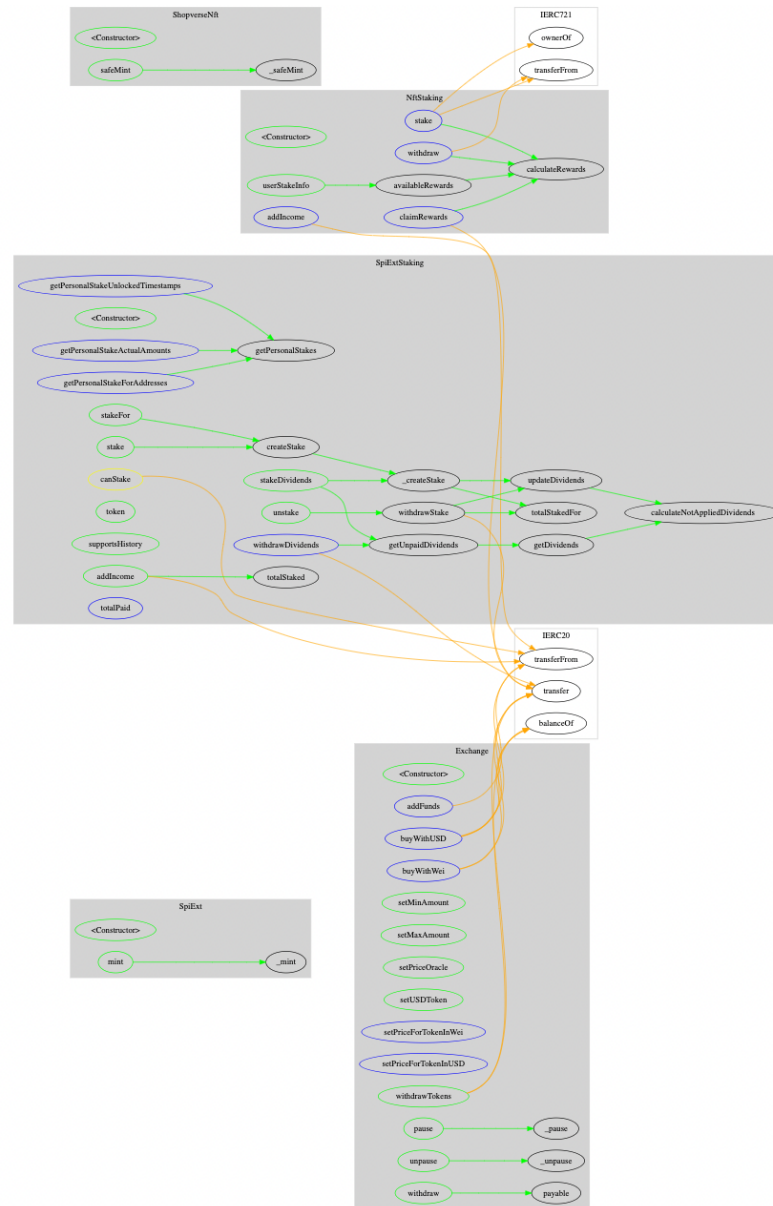 ShopverseNft
<Constructor>
safeMint
_safeMint
IERC721
ownerOf
transferFrom
NftStaking
stake
<Constructor>
withdraw
calculateRewards
userStakeInfo
availableRewards
addIncome
claimRewards
SpiExtStaking
getPersonalStakeUnlockedTimestamps
<Constructor>
getPersonalStakeActualAmounts
getPersonalStakes
getPersonalStakeForAddresses
stakeFor
stake
createStake
canStake
stakeDividends
_createStake
updateDividends
token
unstake
withdrawStake
totalStakedFor
calculateNotAppliedDividends
supportsHistory
withdrawDividends
getUnpaidDividends
getDividends
addIncome
totalStaked
totalPaid
IERC20
transferFrom
transfer
balanceOf
Exchange
<Constructor>
addFunds
buyWithUSD
buyWithWei
setMinAmount
setMaxAmount
setPriceOracle
setUSDToken
setPriceForTokenInWei
setPriceForTokenInUSD
withdrawTokens
pause
_pause
unpause
_unpause
withdraw
payable
SpiExt
<Constructor>
mint
_mint